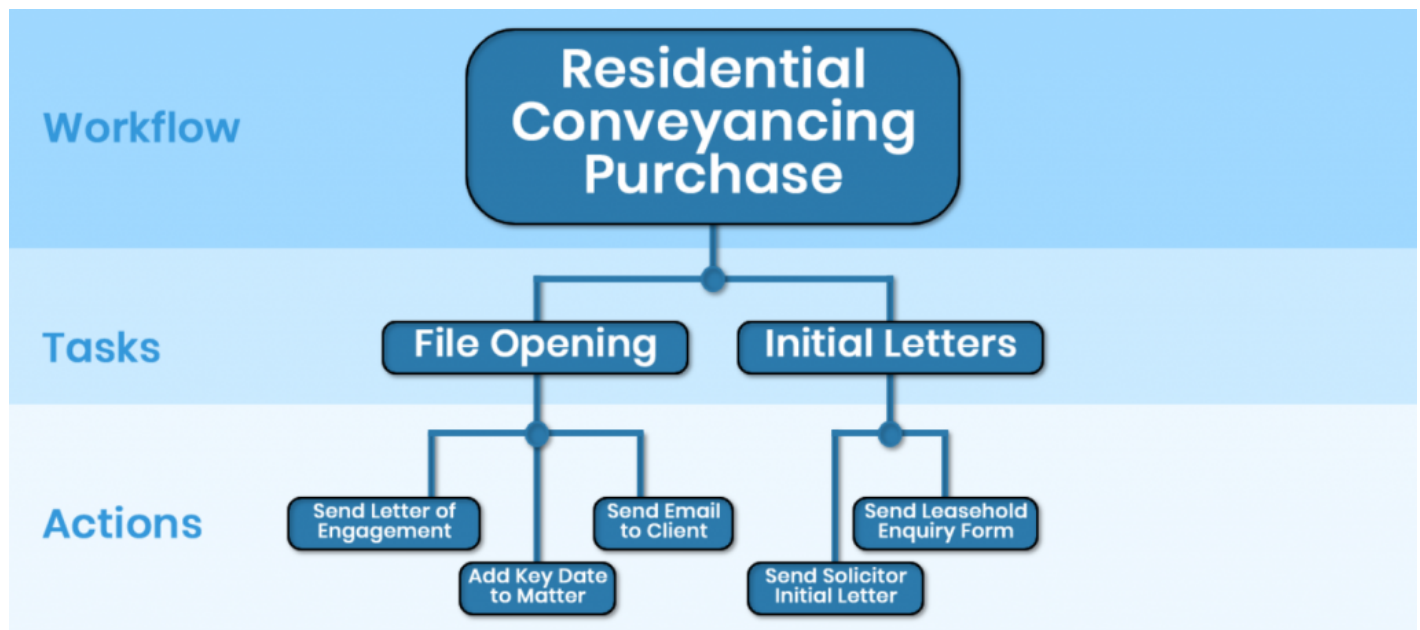 Workflow
Residential
Conveyancing
Purchase
Tasks
File Opening
Initial Letters
Actions
Send Letter of
Engagement
Add Key Date
to Matter
Send Email
to Client
Send Solicitor
Initial Letter
Send Leasehold
Enquiry Form